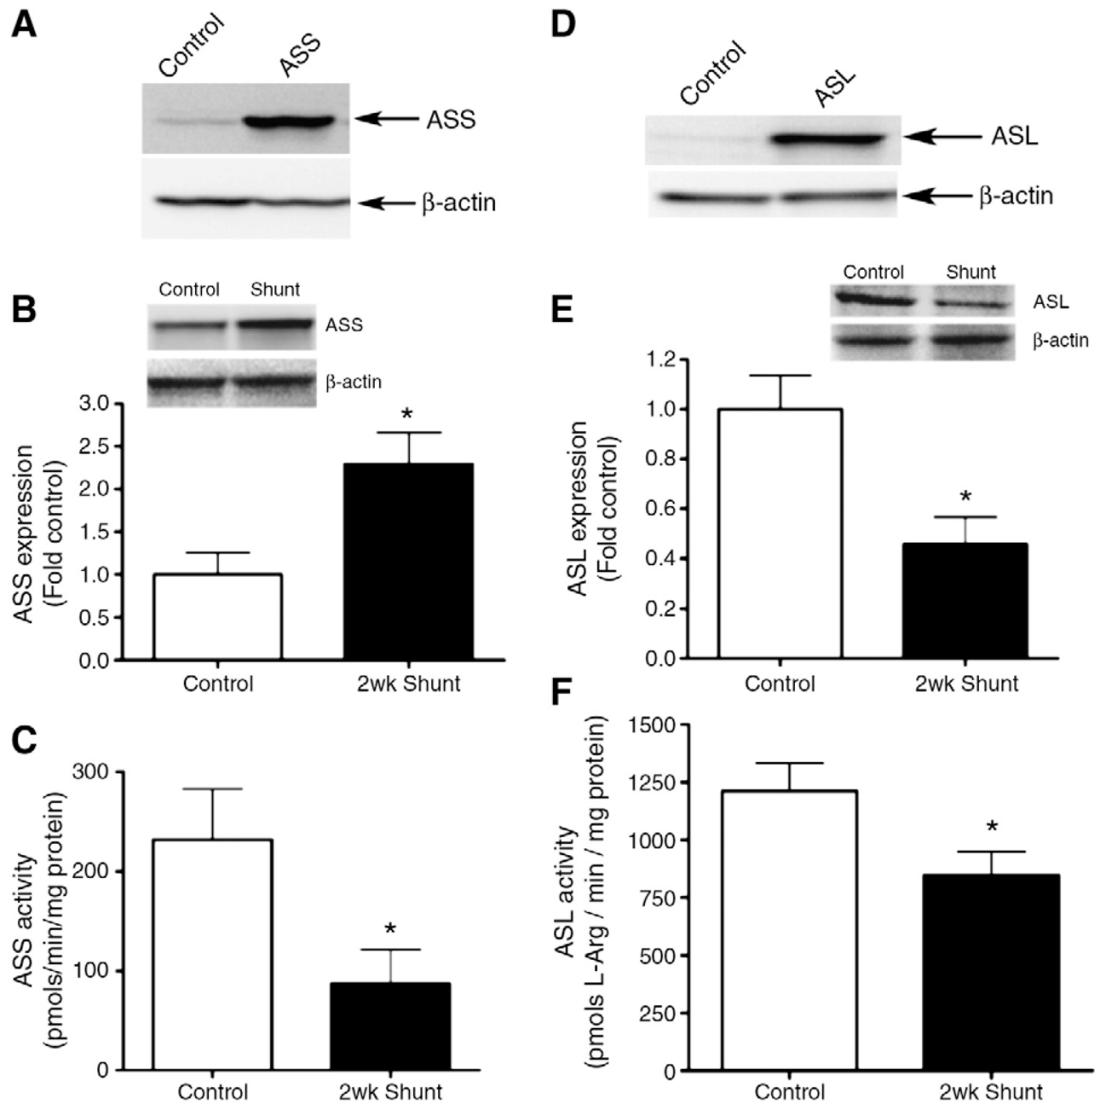 A
Control
ASS
ASS
β-actin
B
Control Shunt
ASS
β-actin
ASS expression
(Fold control)
3.0
2.5
2.0
1.5
1.0
0.5
0.0
*
Control 2wk Shunt
C
ASS activity
(pmols/min/mg protein)
300
200
100
0
*
Control 2wk Shunt
D
Control
ASL
ASL
β-actin
E
Control Shunt
ASL
β-actin
ASL expression
(Fold control)
1.2
1.0
0.8
0.6
0.4
0.2
0.0
*
Control 2wk Shunt
F
ASL activity
(pmols L-Arg / min / mg protein)
1500
1250
1000
750
500
250
0
*
Control 2wk Shunt